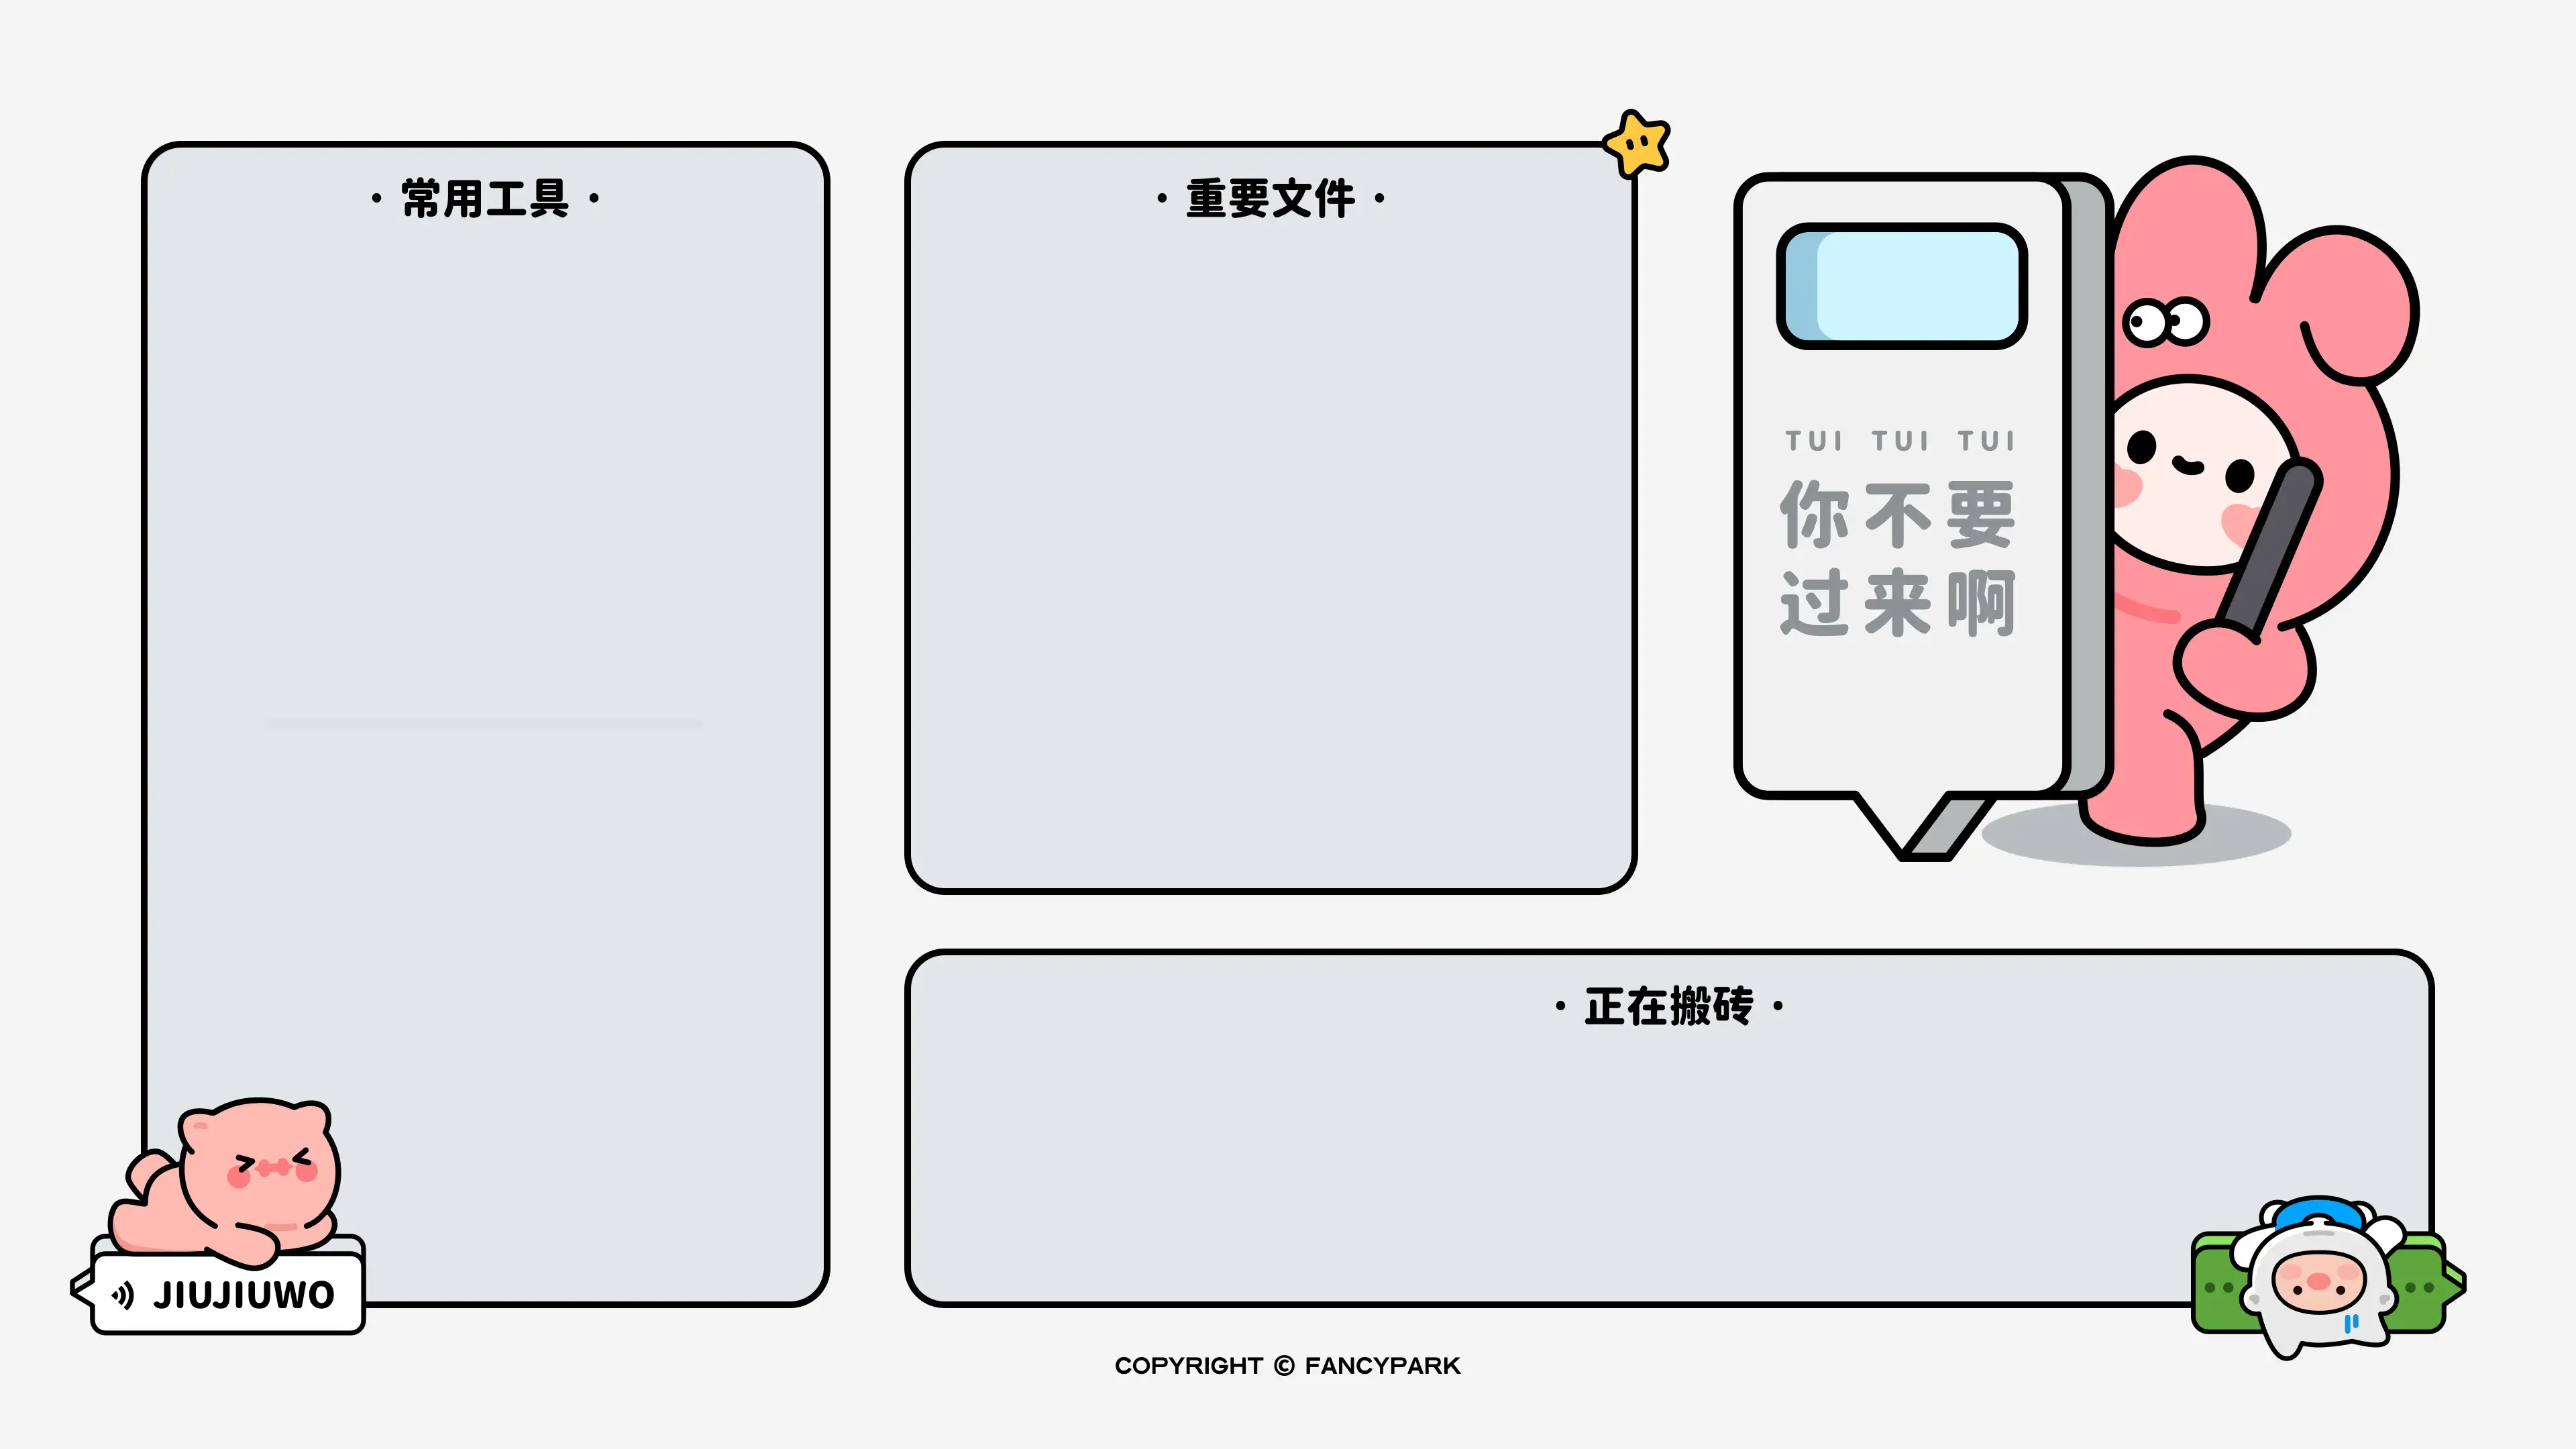 · 常用工具 ·
· 重要文件 ·
TUI TUI TUI
你不要
过来啊
· 正在搬砖 ·
JIUJIUWO
COPYRIGHT © FANCYPARK